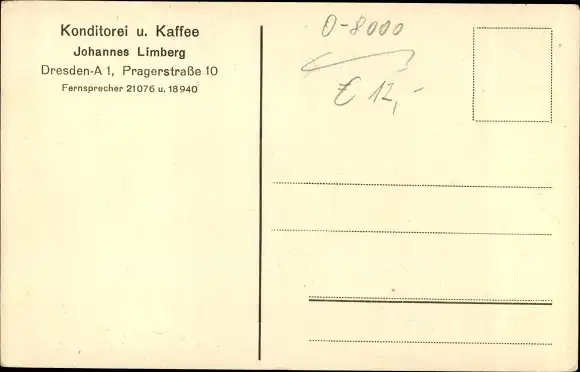 Konditorei u. Kaffee
Johannes Limberg
Dresden-A 1, Pragerstraße 10
Fernsprecher 21076 u. 18940
O-8000
€ 12,-